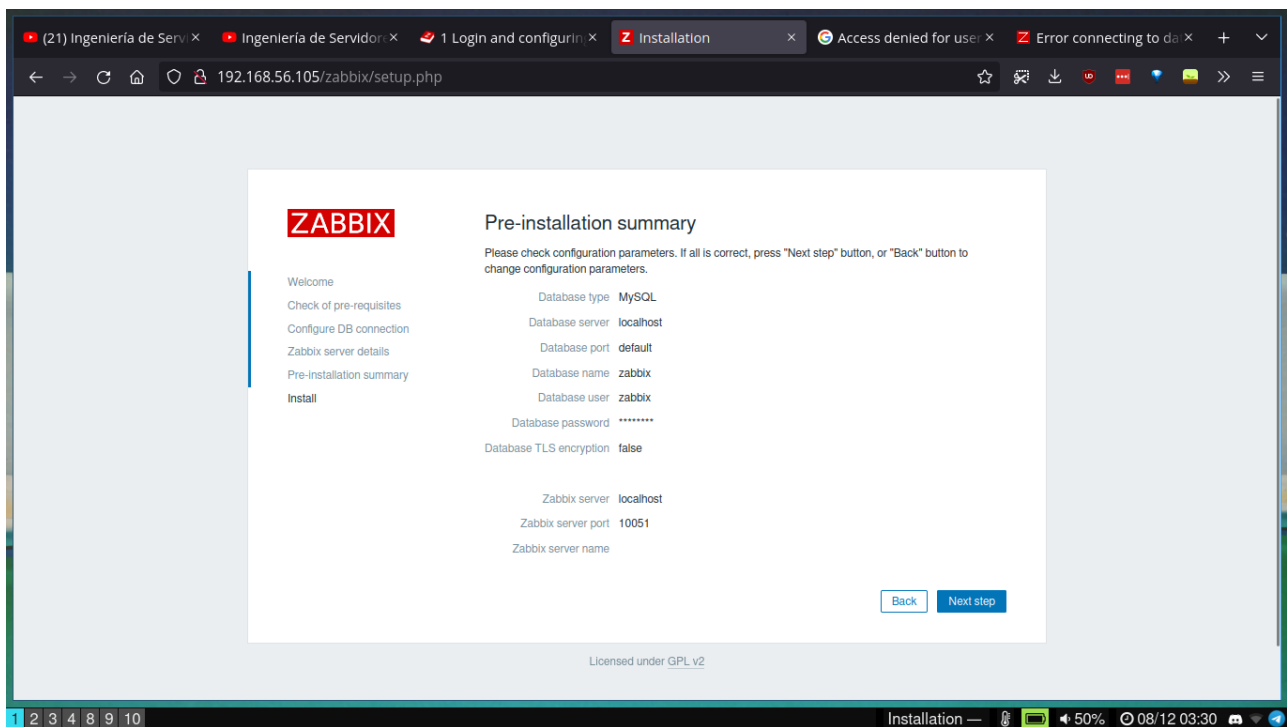 (21) Ingeniería de Servi
Ingeniería de Servidore
1 Login and configuring
Installation
Access denied for user
Error connecting to dat
192.168.56.105/zabbix/setup.php
ZABBIX
Welcome
Check of pre-requisites
Configure DB connection
Zabbix server details
Pre-installation summary
Install
Pre-installation summary
Please check configuration parameters. If all is correct, press "Next step" button, or "Back" button to
change configuration parameters.
Database type MySQL
Database server localhost
Database port default
Database name zabbix
Database user zabbix
Database password ********
Database TLS encryption false
Zabbix server localhost
Zabbix server port 10051
Zabbix server name
Back Next step
Licensed under GPL v2
1 2 3 4 8 9 10 Installation — 50% 08/12 03:30